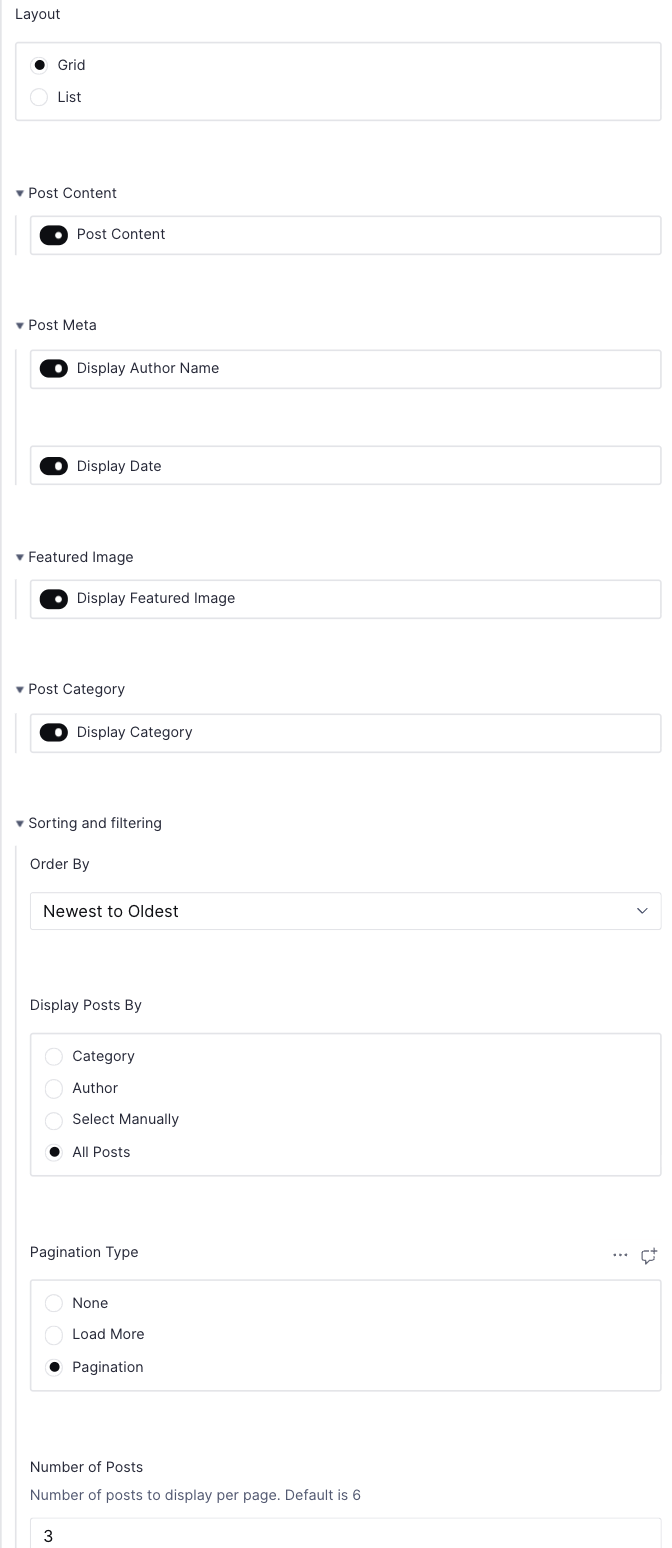 Layout
Grid
List
Post Content
Post Content
Post Meta
Display Author Name
Display Date
Featured Image
Display Featured Image
Post Category
Display Category
Sorting and filtering
Order By
Newest to Oldest
Display Posts By
Category
Author
Select Manually
All Posts
Pagination Type
None
Load More
Pagination
Number of Posts
Number of posts to display per page. Default is 6
3